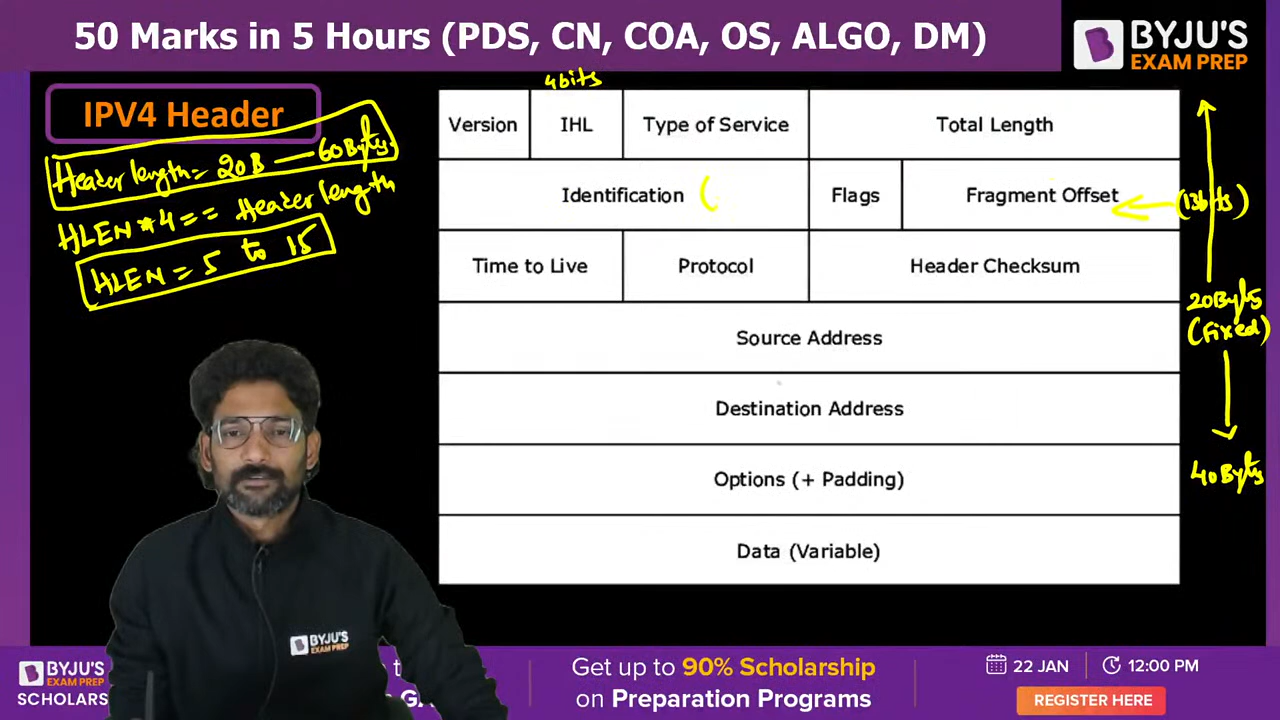 50 Marks in 5 Hours (PDS, CN, COA, OS, ALGO, DM)
BYJU'S
EXAM PREP
IPV4 Header
Header length = 20B — 60Bytes
HLEN * 4 == Header length
HLEN = 5 to 15
4bits
Version IHL Type of Service Total Length
Identification ( Flags Fragment Offset
(13bits)
Time to Live Protocol Header Checksum
20Bytes
(Fixed)
Source Address
Destination Address
40Bytes
Options (+ Padding)
Data (Variable)
BYJU'S
EXAM PREP
BYJU'S
EXAM PREP
SCHOLARS
Get up to 90% Scholarship
on Preparation Programs
22 JAN 12:00 PM
REGISTER HERE